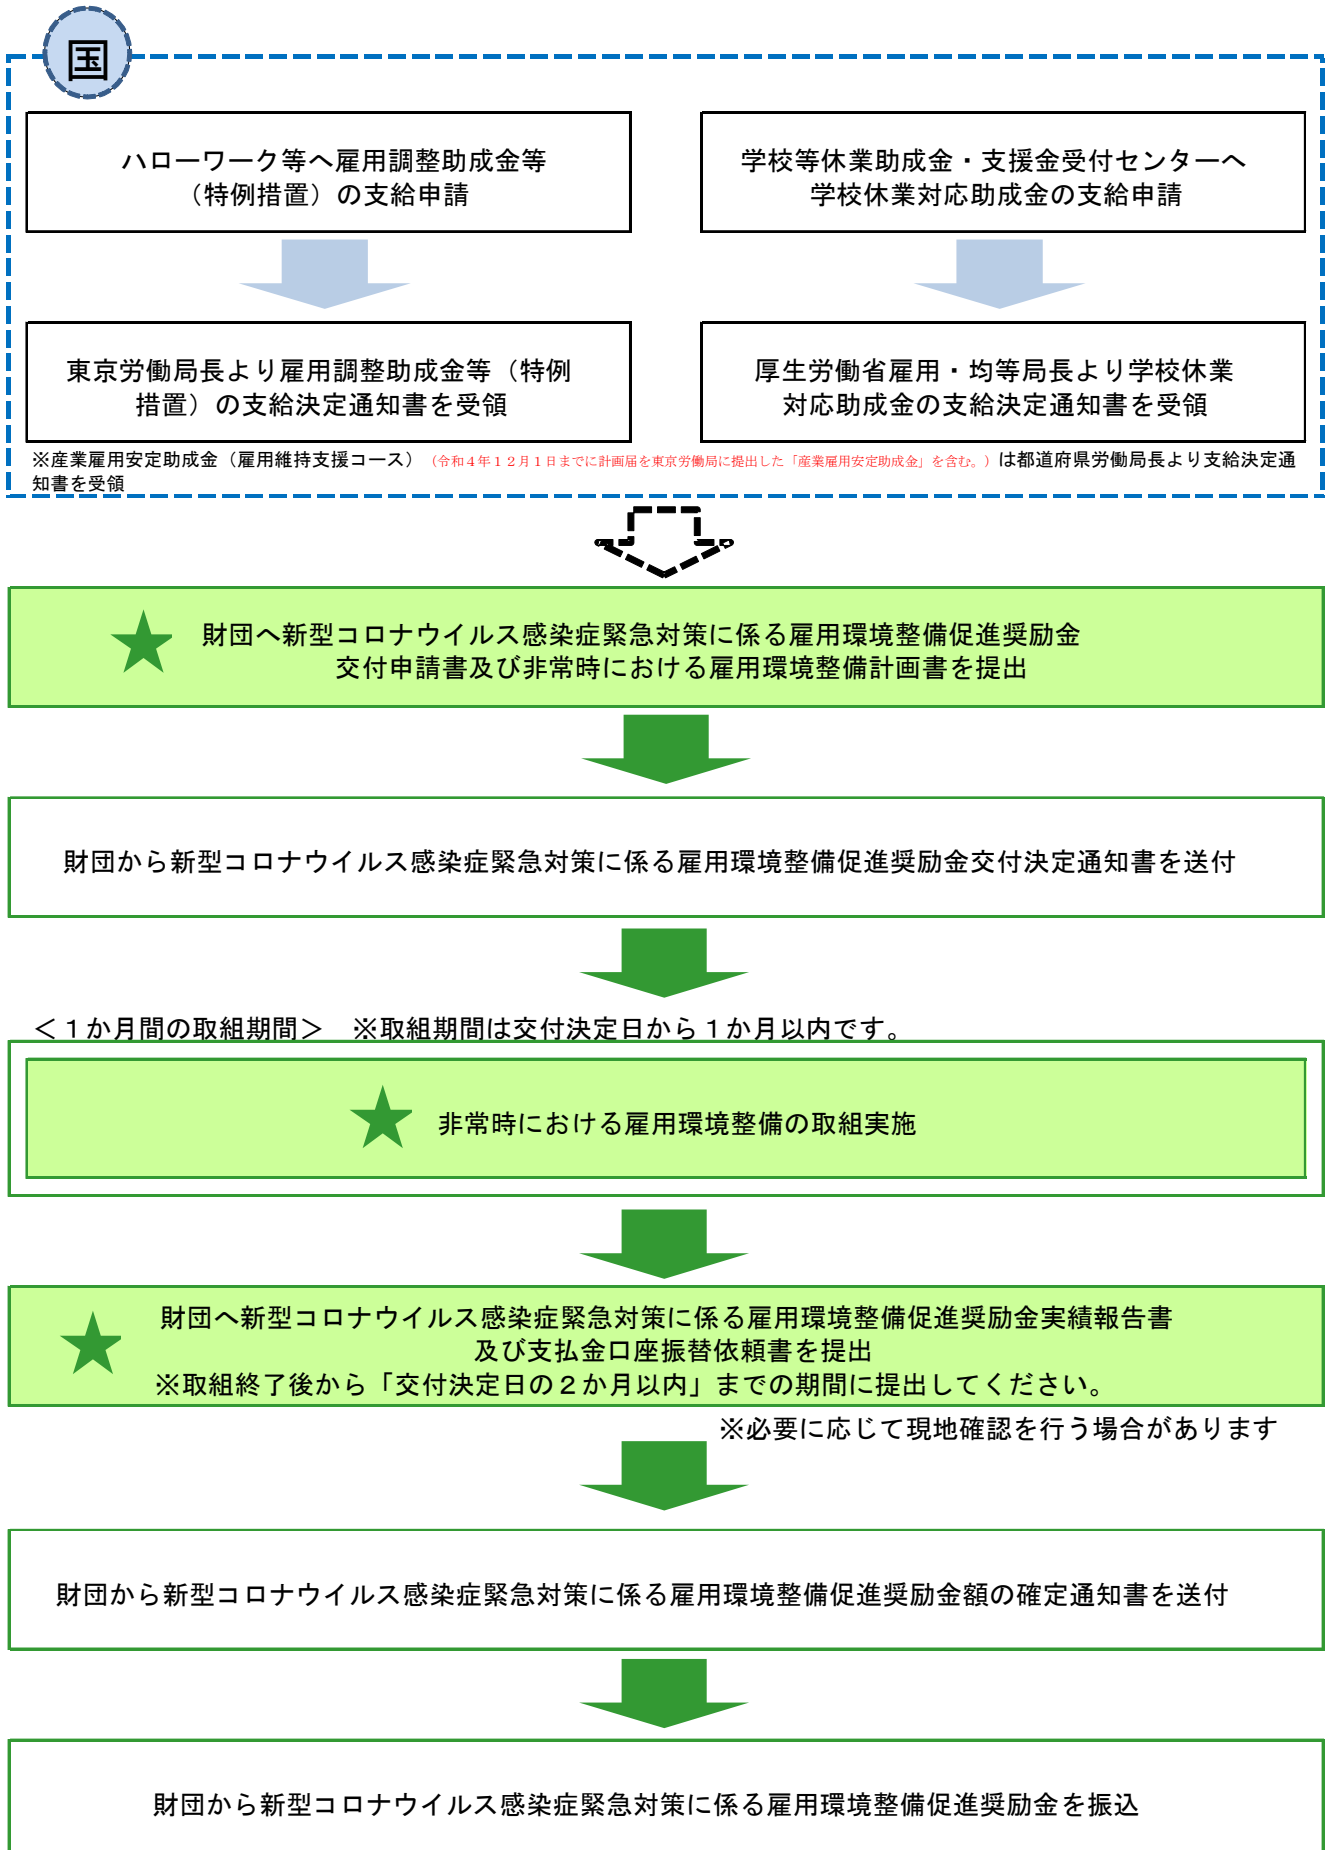 国
ハローワーク等へ雇用調整助成金等
（特例措置）の支給申請
学校等休業助成金・支援金受付センターへ
学校休業対応助成金の支給申請
東京労働局長より雇用調整助成金等（特例
措置）の支給決定通知書を受領
厚生労働省雇用・均等局長より学校休業
対応助成金の支給決定通知書を受領
※産業雇用安定助成金（雇用維持支援コース）（令和４年１２月１日までに計画届を東京労働局に提出した「産業雇用安定助成金」を含む。）は都道府県労働局長より支給決定通
知書を受領
★ 財団へ新型コロナウイルス感染症緊急対策に係る雇用環境整備促進奨励金
交付申請書及び非常時における雇用環境整備計画書を提出
財団から新型コロナウイルス感染症緊急対策に係る雇用環境整備促進奨励金交付決定通知書を送付
＜１か月間の取組期間＞　※取組期間は交付決定日から１か月以内です。
★ 非常時における雇用環境整備の取組実施
★ 財団へ新型コロナウイルス感染症緊急対策に係る雇用環境整備促進奨励金実績報告書
及び支払金口座振替依頼書を提出
※取組終了後から「交付決定日の２か月以内」までの期間に提出してください。
※必要に応じて現地確認を行う場合があります
財団から新型コロナウイルス感染症緊急対策に係る雇用環境整備促進奨励金額の確定通知書を送付
財団から新型コロナウイルス感染症緊急対策に係る雇用環境整備促進奨励金を振込